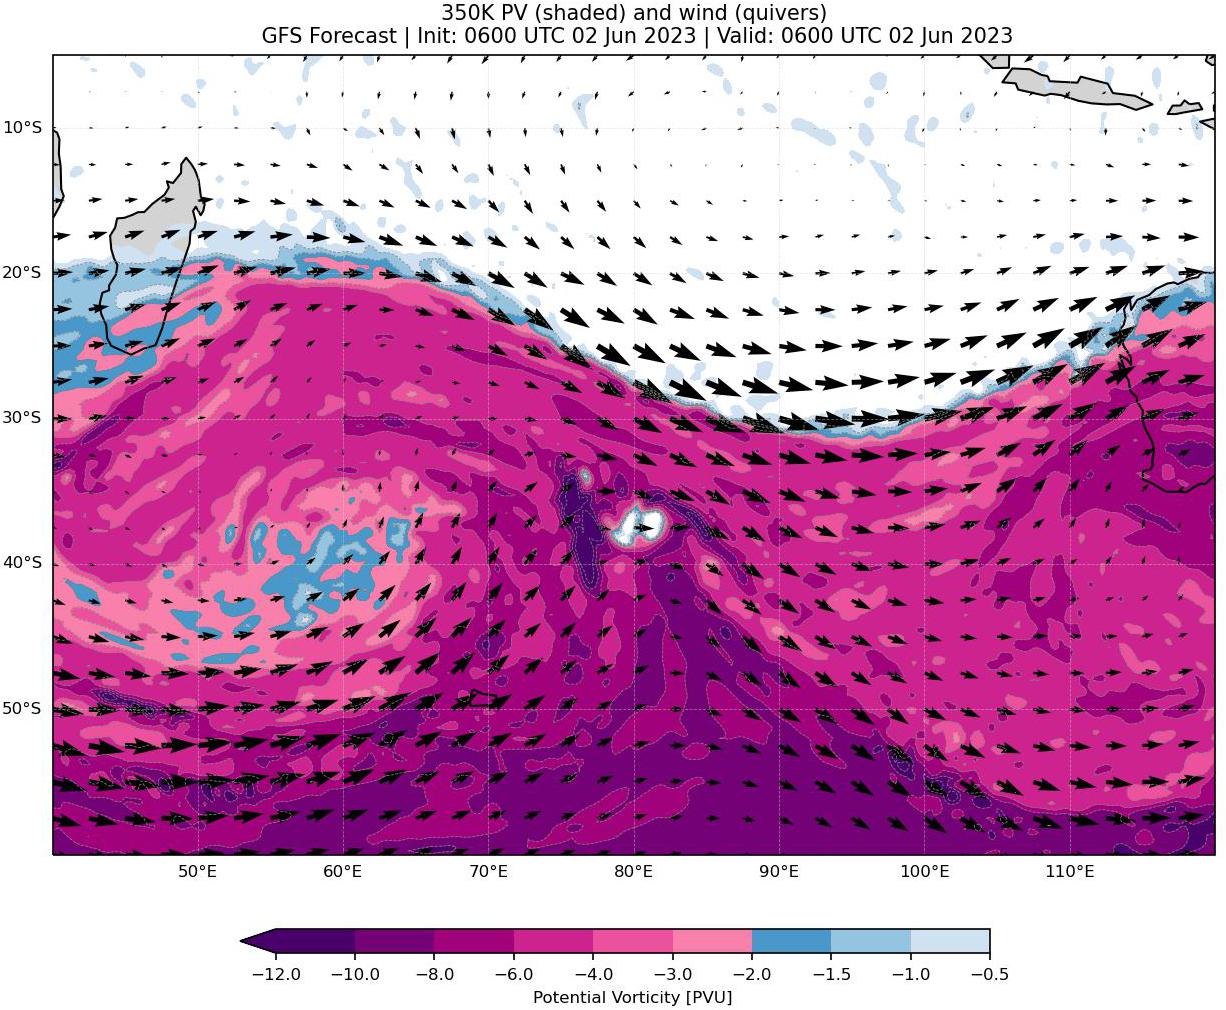 350K PV (shaded) and wind (quivers)
GFS Forecast | Init: 0600 UTC 02 Jun 2023 | Valid: 0600 UTC 02 Jun 2023
10°S
20°S
30°S
40°S
50°S
50°E 60°E 70°E 80°E 90°E 100°E 110°E
−12.0 −10.0 −8.0 −6.0 −4.0 −3.0 −2.0 −1.5 −1.0 −0.5
Potential Vorticity [PVU]